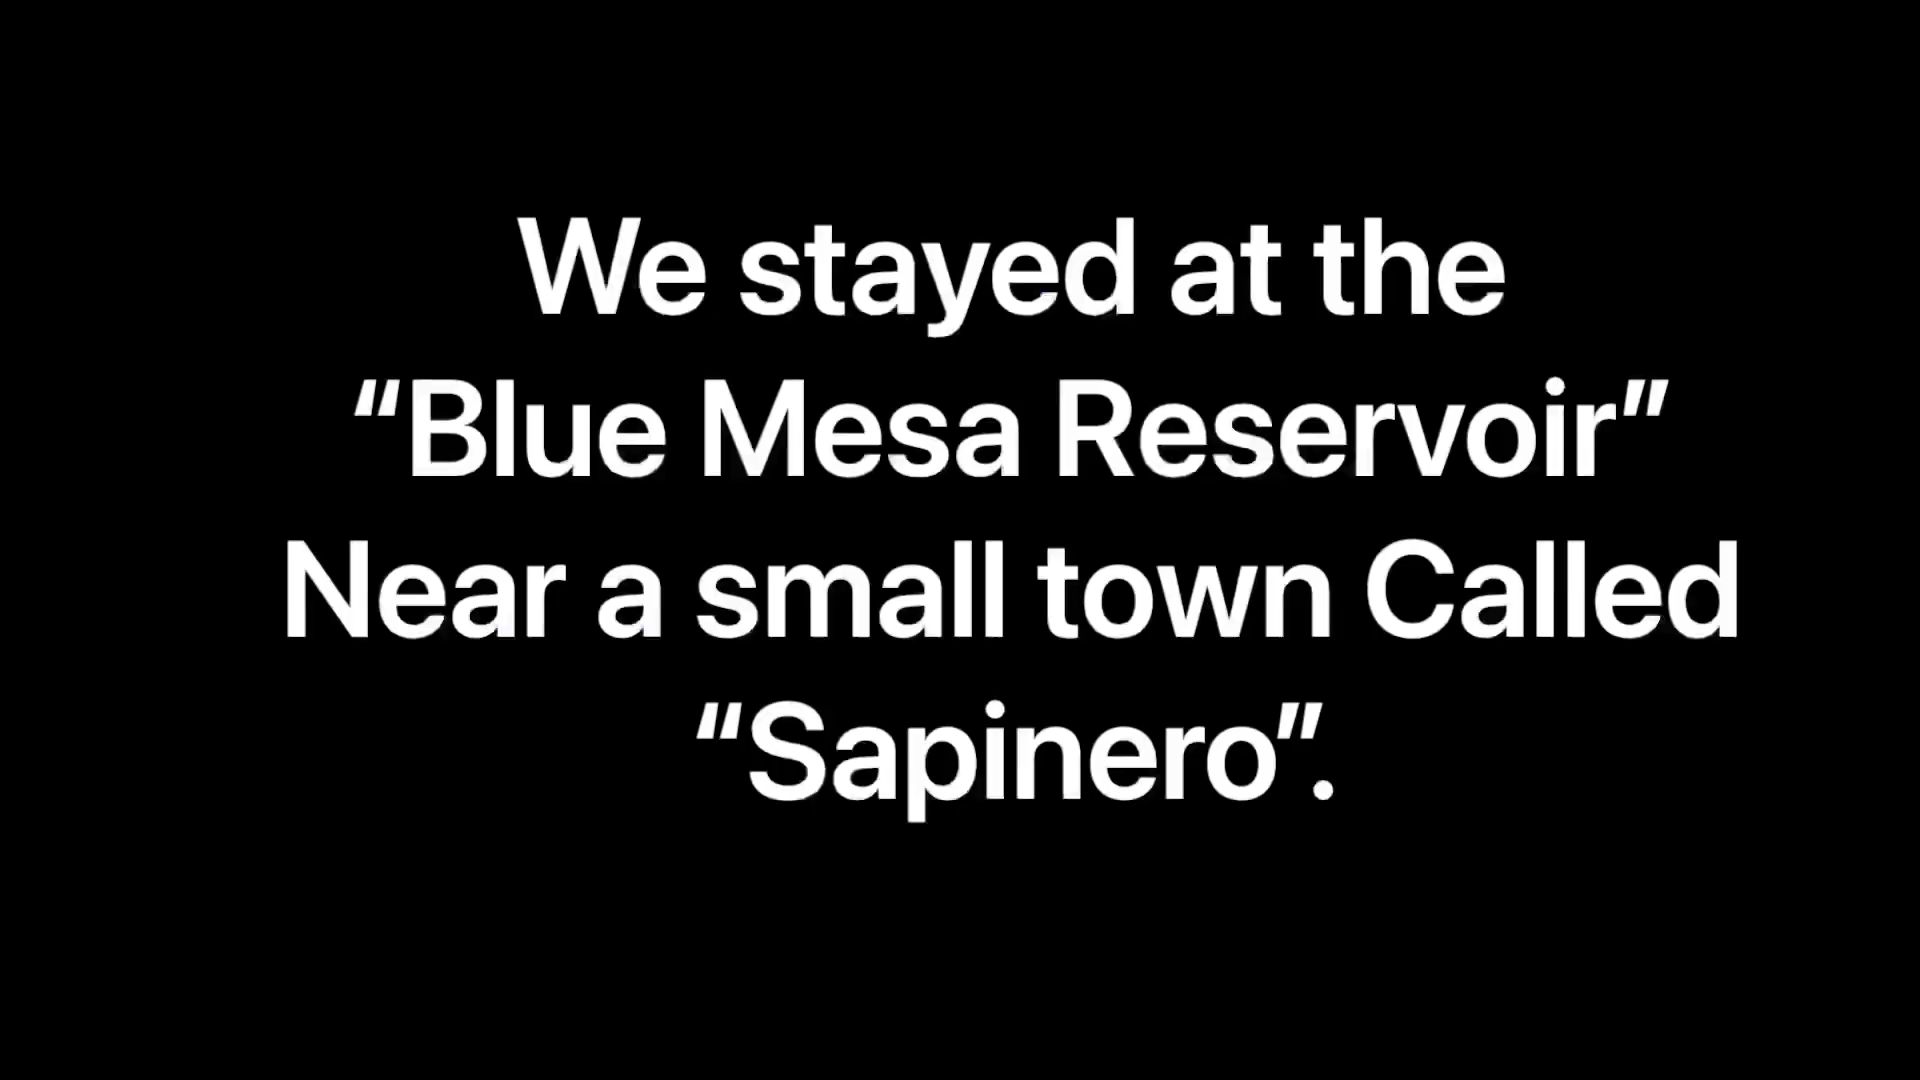 We stayed at the
“Blue Mesa Reservoir”
Near a small town Called
“Sapinero”.